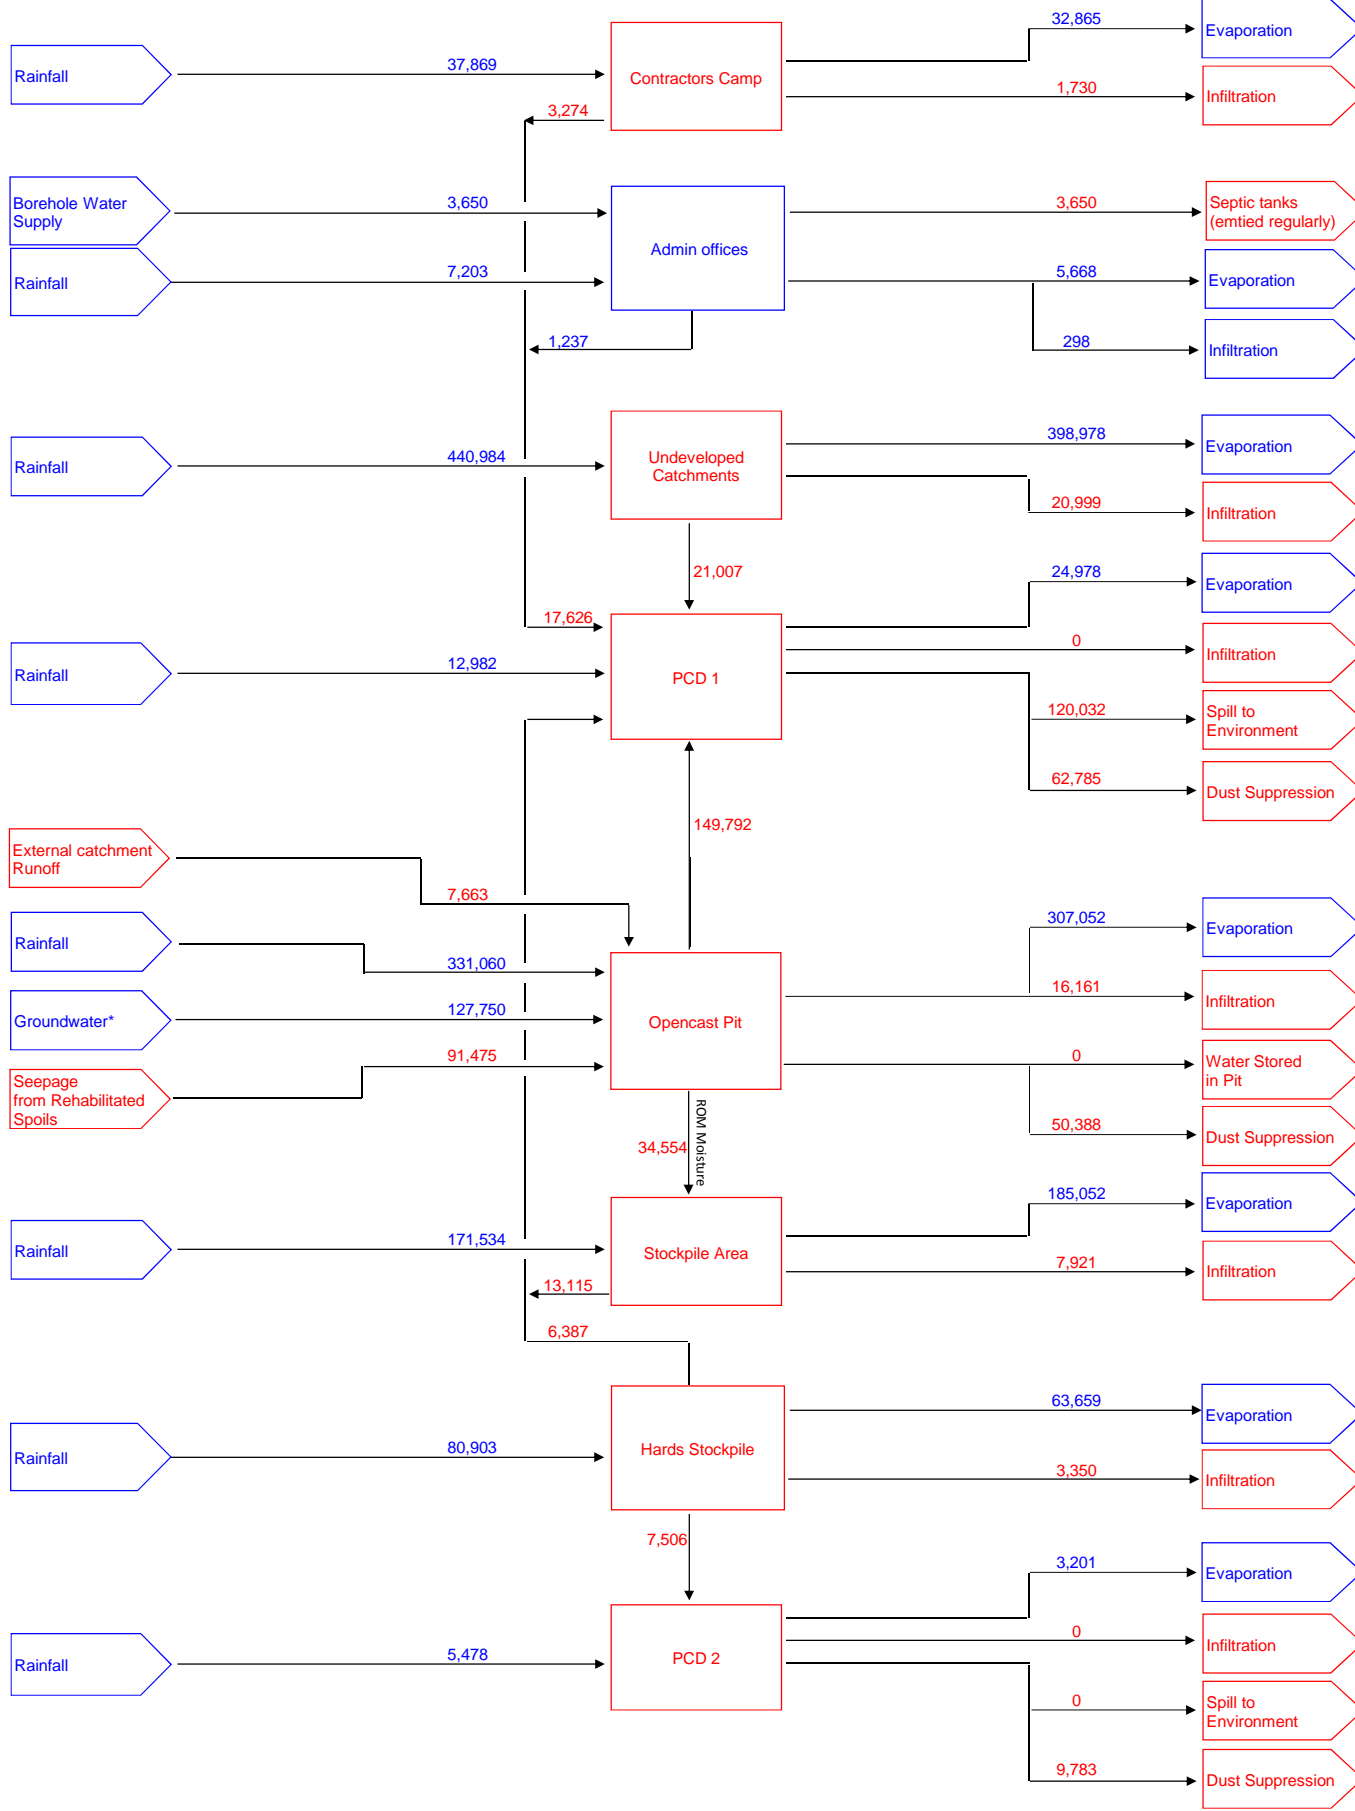 32,865
Evaporation
Rainfall
37,869
Contractors Camp
1,730
Infiltration
3,274
Borehole Water
Supply
3,650
Admin offices
3,650
Septic tanks
(emtied regularly)
Rainfall
7,203
5,668
Evaporation
1,237
298
Infiltration
Rainfall
440,984
Undeveloped
Catchments
398,978
Evaporation
20,999
Infiltration
21,007
24,978
Evaporation
17,626
0
Infiltration
Rainfall
12,982
PCD 1
120,032
Spill to
Environment
62,785
Dust Suppression
149,792
External catchment
Runoff
7,663
307,052
Evaporation
Rainfall
331,060
16,161
Infiltration
Groundwater*
127,750
Opencast Pit
91,475
0
Water Stored
in Pit
Seepage
from Rehabilitated
Spoils
50,388
Dust Suppression
34,554
ROM Moisture
185,052
Evaporation
Rainfall
171,534
Stockpile Area
7,921
Infiltration
13,115
6,387
63,659
Evaporation
Rainfall
80,903
Hards Stockpile
3,350
Infiltration
7,506
3,201
Evaporation
0
Infiltration
Rainfall
5,478
PCD 2
0
Spill to
Environment
9,783
Dust Suppression